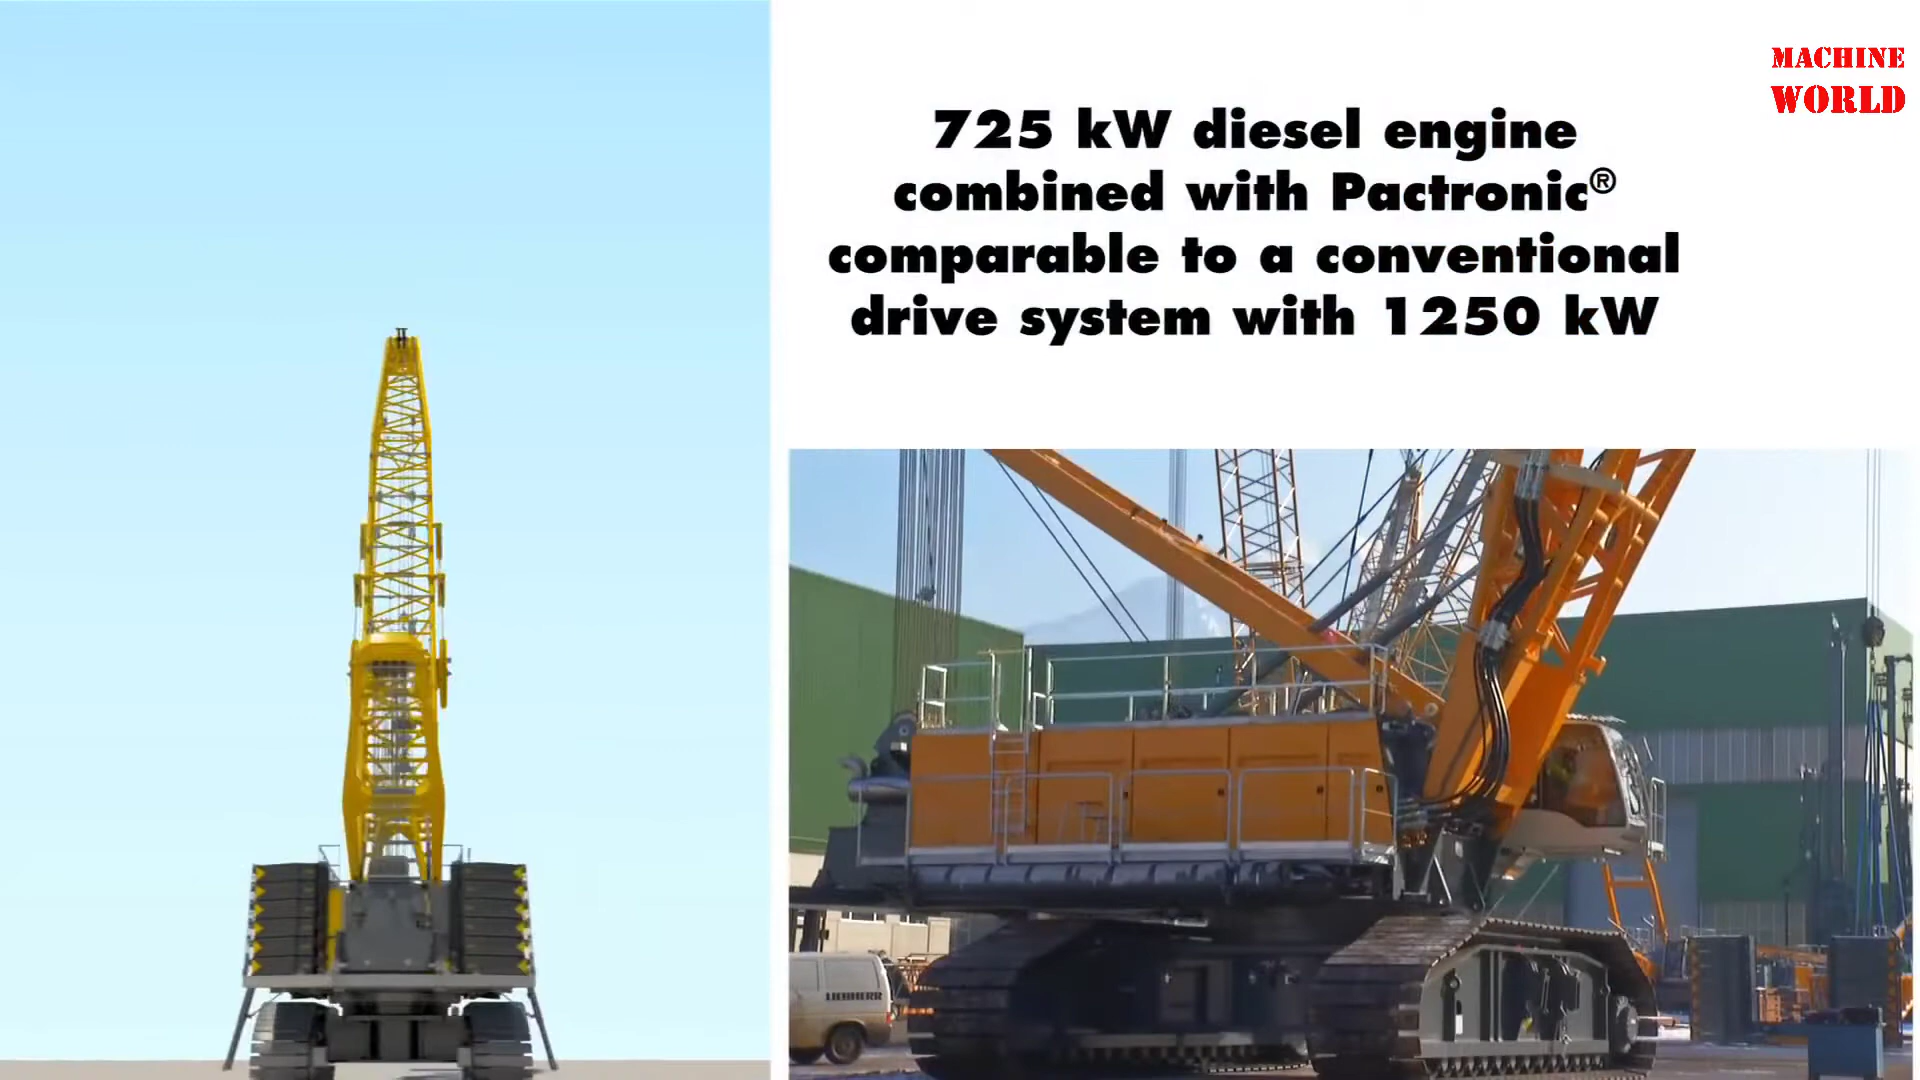 MACHINE
WORLD
725 kW diesel engine
combined with Pactronic®
comparable to a conventional
drive system with 1250 kW
LIEBHERR